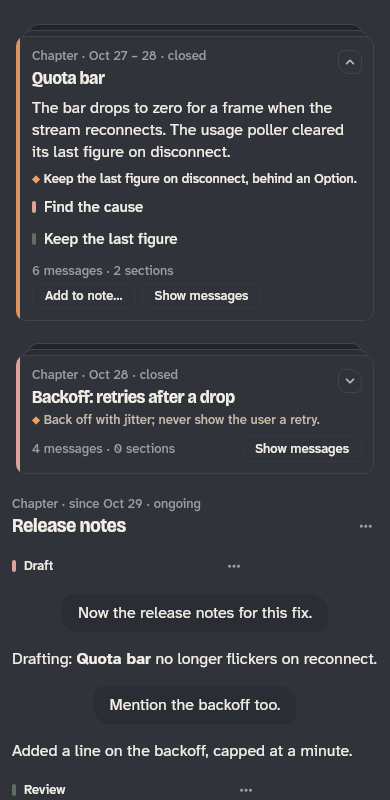 Chapter · Oct 27 – 28 · closed
Quota bar
The bar drops to zero for a frame when the
stream reconnects. The usage poller cleared
its last figure on disconnect.
◆ Keep the last figure on disconnect, behind an Option.
Find the cause
Keep the last figure
6 messages · 2 sections
Add to note… Show messages
Chapter · Oct 28 · closed
Backoff: retries after a drop
◆ Back off with jitter; never show the user a retry.
4 messages · 0 sections Show messages
Chapter · since Oct 29 · ongoing
Release notes
Draft
Now the release notes for this fix.
Drafting: Quota bar no longer flickers on reconnect.
Mention the backoff too.
Added a line on the backoff, capped at a minute.
Review